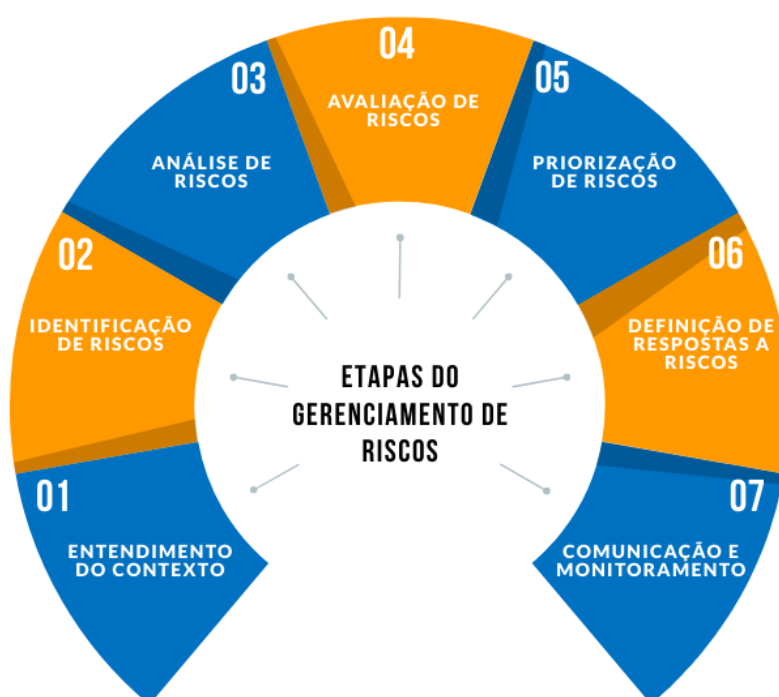 01
ENTENDIMENTO
DO CONTEXTO
02
IDENTIFICAÇÃO
DE RISCOS
03
ANÁLISE DE
RISCOS
04
AVALIAÇÃO DE
RISCOS
05
PRIORIZAÇÃO
DE RISCOS
06
DEFINIÇÃO DE
RESPOSTAS A
RISCOS
07
COMUNICAÇÃO E
MONITORAMENTO
ETAPAS DO
GERENCIAMENTO DE
RISCOS